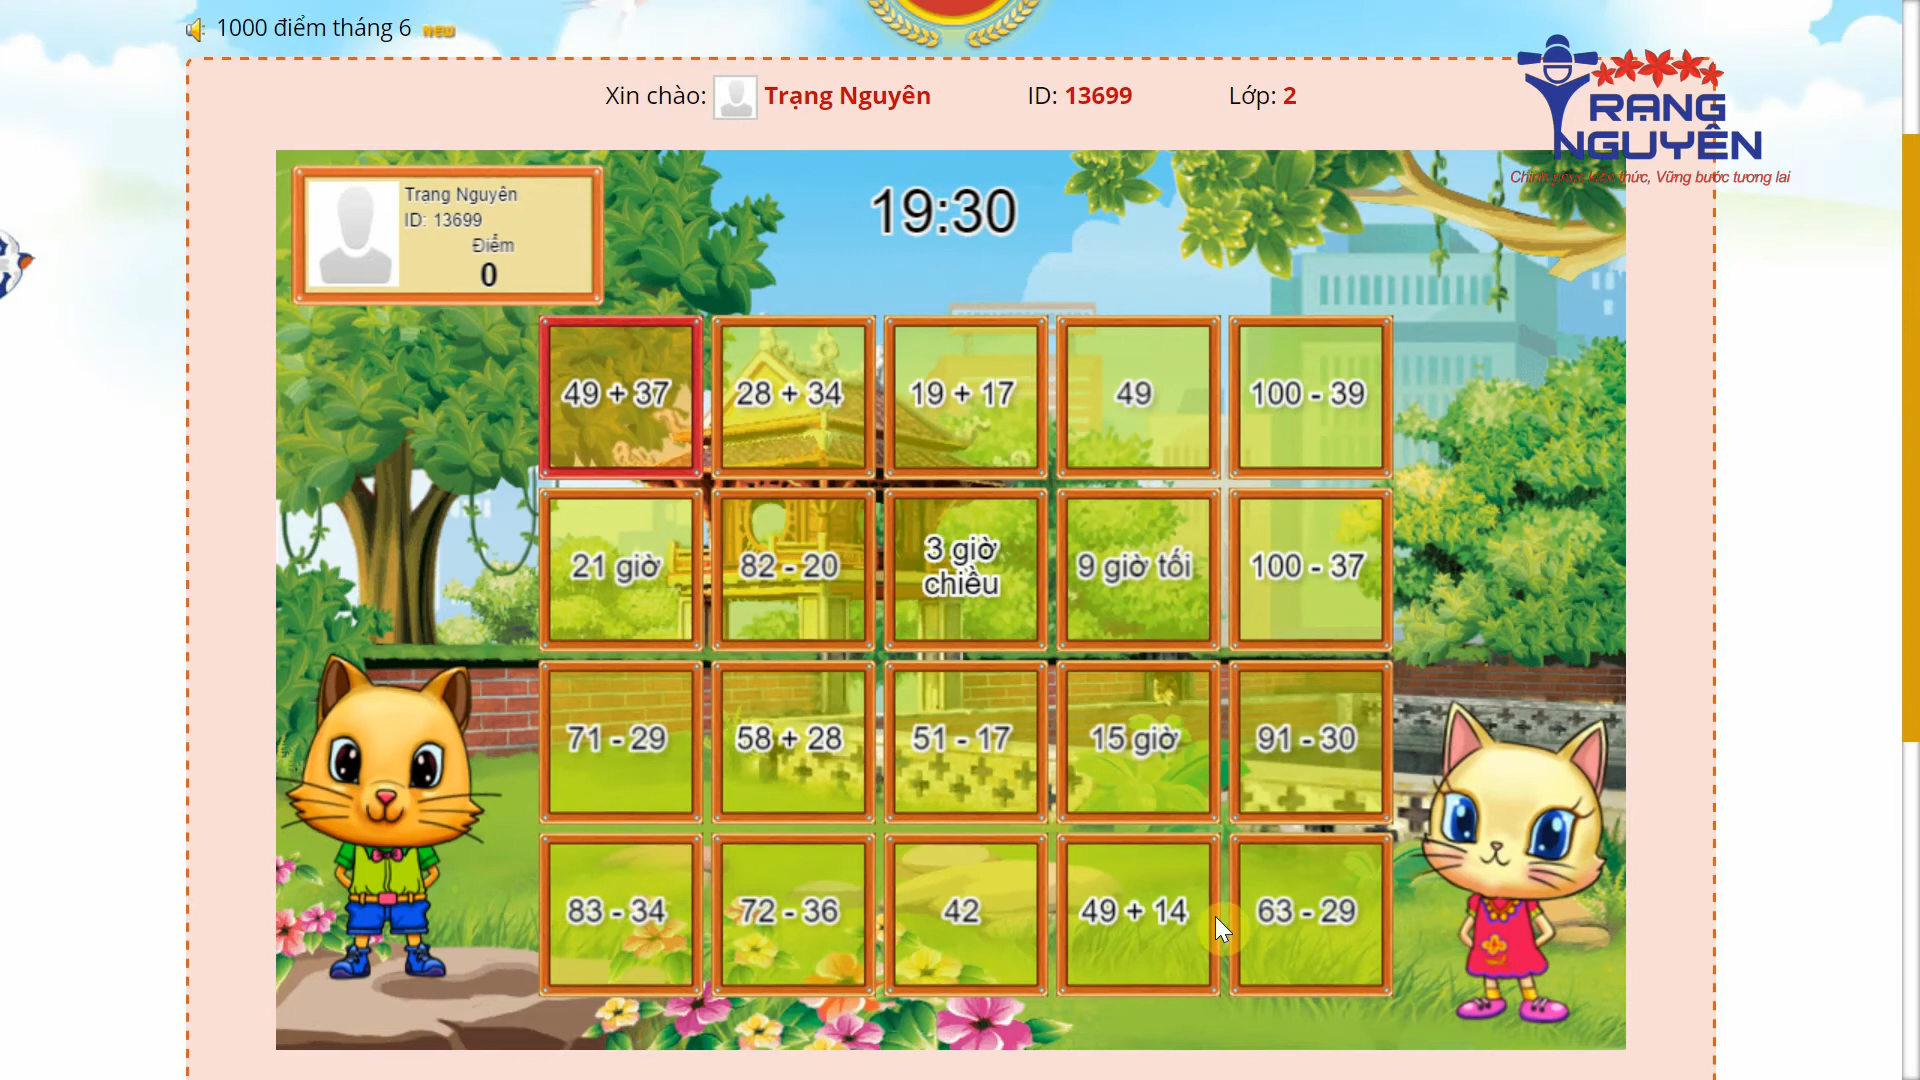 1000 điểm tháng 6 NEW
Xin chào: Trạng Nguyên ID: 13699 Lớp: 2
TRẠNG
NGUYÊN
Chinh phục kiến thức, Vững bước tương lai
Trạng Nguyên
ID: 13699
Điểm
0
19:30
49 + 37
28 + 34
19 + 17
49
100 - 39
21 giờ
82 - 20
3 giờ
chiều
9 giờ tối
100 - 37
71 - 29
58 + 28
51 - 17
15 giờ
91 - 30
83 - 34
72 - 36
42
49 + 14
63 - 29